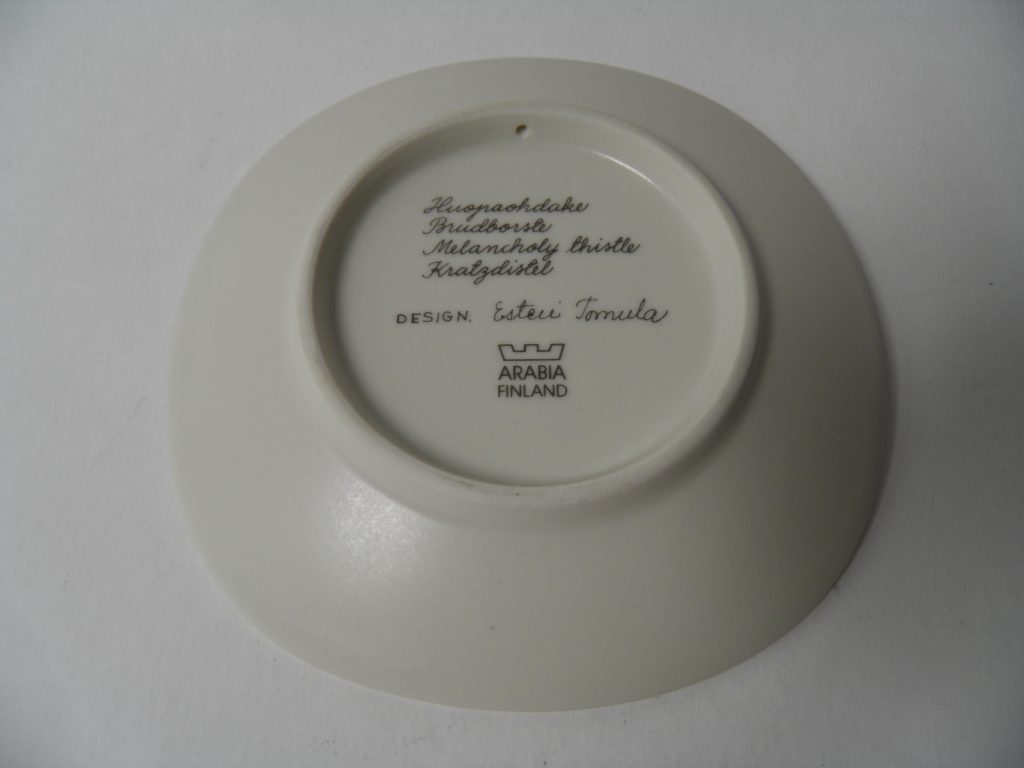 Huopaohdake
Brudborste
Melancholy thistle
Kratzdistel
DESIGN. Esteri Tomula
ARABIA
FINLAND